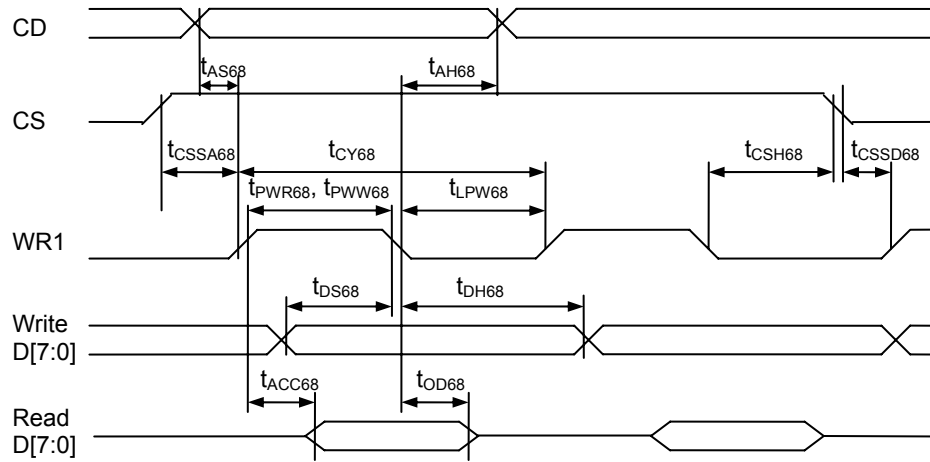 CD
tAS68 tAH68
CS
tCSSA68 tCY68 tCSH68 tCSSD68
tPWR68, tPWW68 tLPW68
WR1
tDS68 tDH68
Write
D[7:0]
tACC68 tOD68
Read
D[7:0]